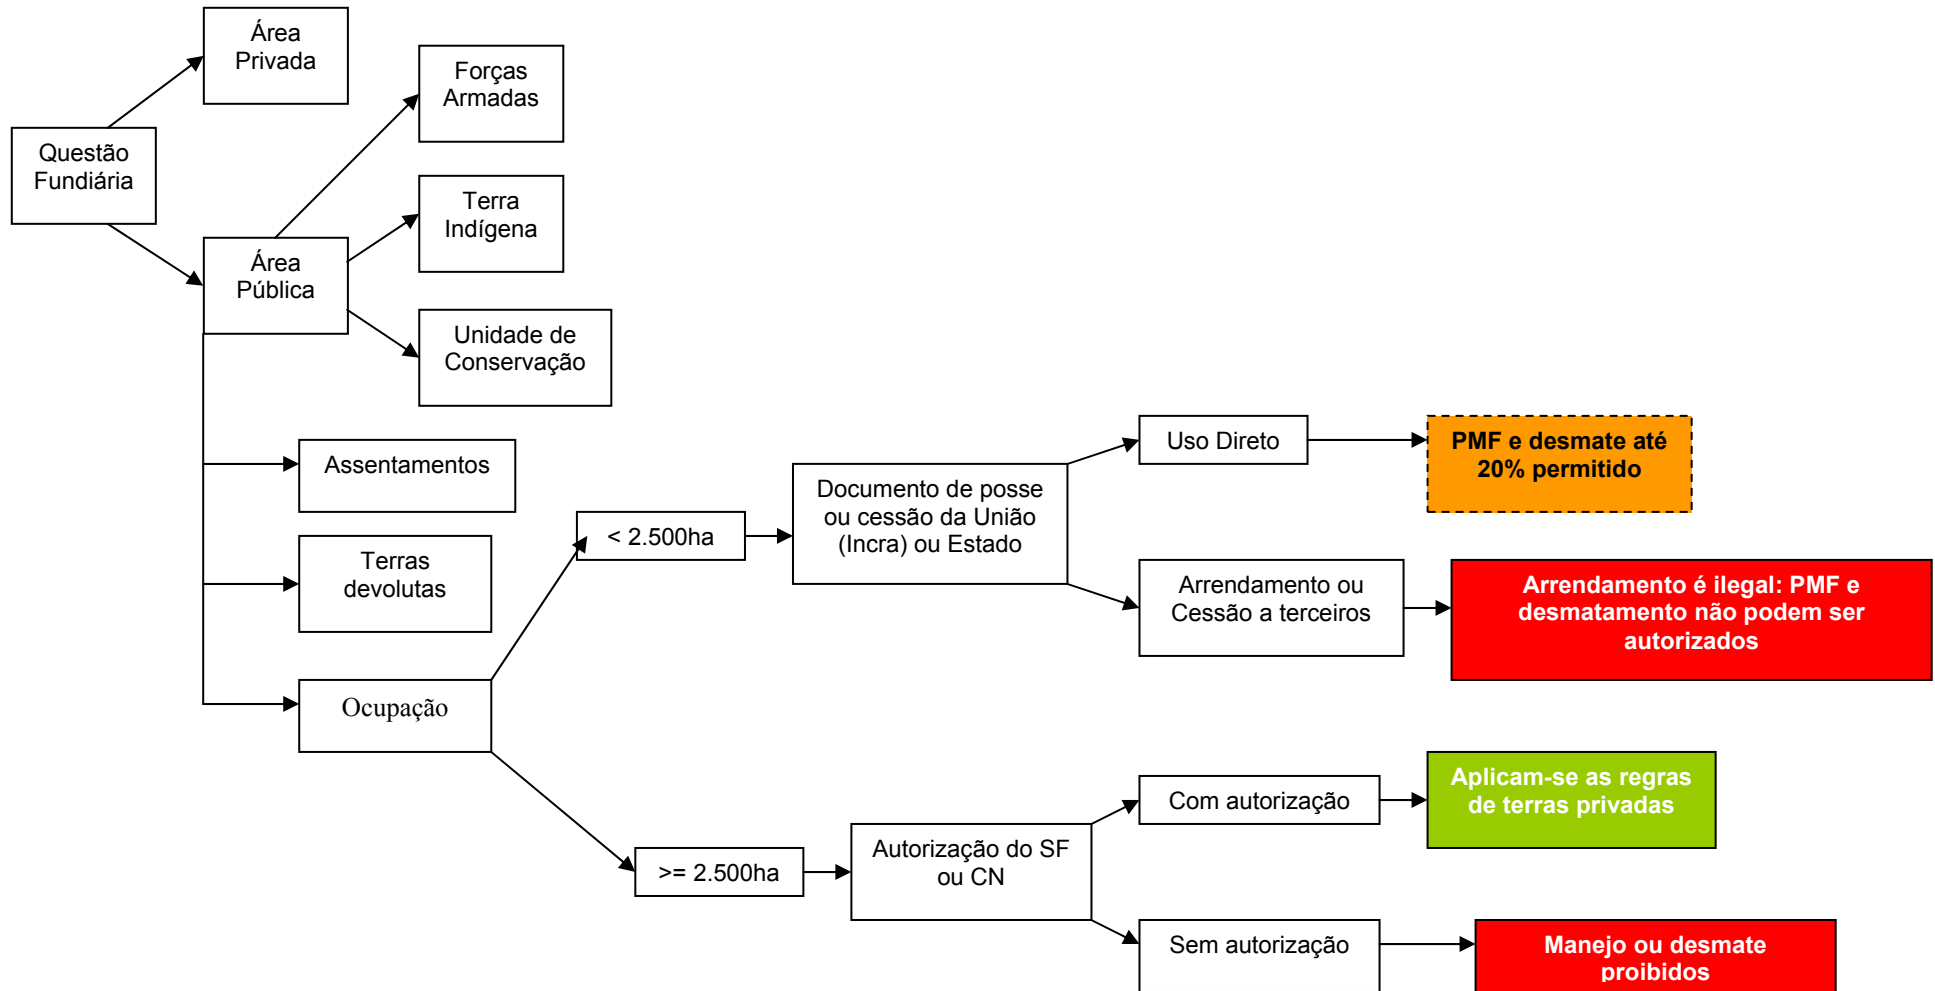 Área
Privada
Forças
Armadas
Questão
Fundiária
Terra
Indígena
Área
Pública
Unidade de
Conservação
Assentamentos
Terras
devolutas
Ocupação
< 2.500ha
Documento de posse
ou cessão da União
(Incra) ou Estado
Uso Direto
PMF e desmate até
20% permitido
Arrendamento ou
Cessão a terceiros
Arrendamento é ilegal: PMF e
desmatamento não podem ser
autorizados
>= 2.500ha
Autorização do SF
ou CN
Com autorização
Aplicam-se as regras
de terras privadas
Sem autorização
Manejo ou desmate
proibidos